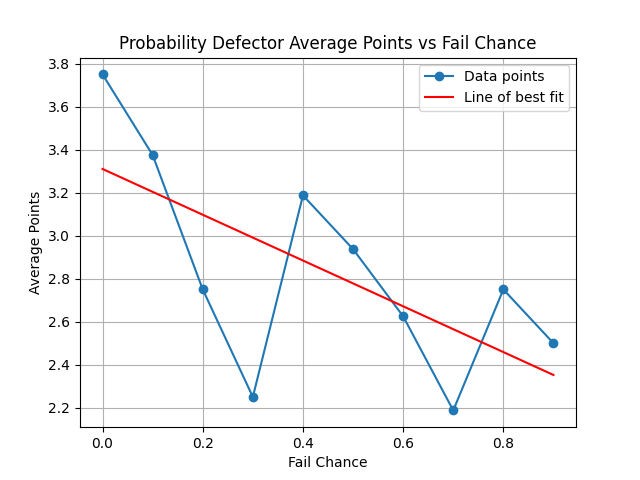 Probability Defector Average Points vs Fail Chance
Data points
Line of best fit
3.8
3.6
3.4
3.2
3.0
2.8
2.6
2.4
2.2
Average Points
0.0 0.2 0.4 0.6 0.8
Fail Chance